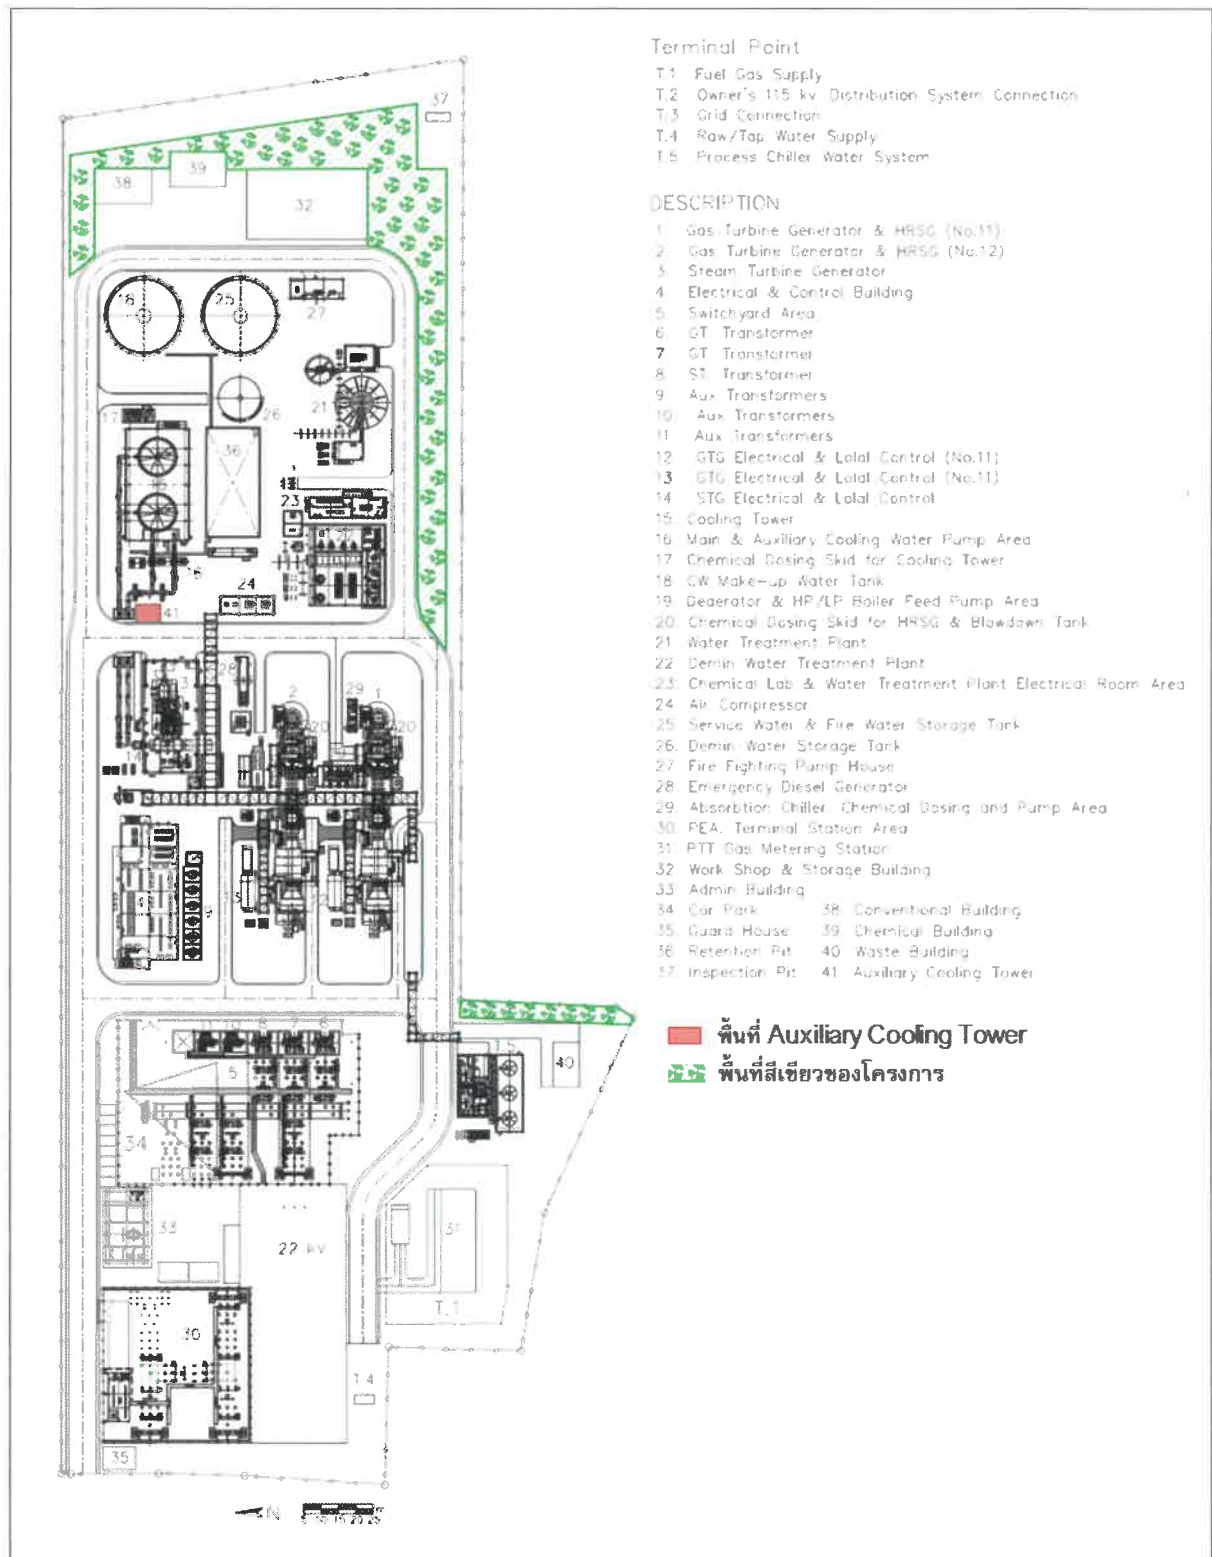 Terminal Point
T.1 Fuel Gas Supply
T.2 Owner's 115 kv Distribution System Connection
T.3 Grid Connection
T.4 Raw/Tap Water Supply
T.5 Process Chiller Water System
DESCRIPTION
1. Gas Turbine Generator & HRSG (No.11)
2. Gas Turbine Generator & HRSG (No.12)
3. Steam Turbine Generator
4. Electrical & Control Building
5. Switchyard Area
6. GT Transformer
7 GT Transformer
8. ST. Transformer
9 Aux Transformers
10. Aux Transformers
11 Aux Transformers
12 GTG Electrical & Lolal Control (No.11)
13 GTG Electrical & Lolal Control (No.11)
14 STG Electrical & Lolal Control
15. Cooling Tower
16. Main & Auxiliary Cooling Water Pump Area
17 Chemical Dosing Skid for Cooling Tower
18 CW Make-up Water Tank
19 Deaerator & HP/LP Boiler Feed Pump Area
20. Chemical Dosing Skid for HRSG & Blowdown Tank
21 Water Treatment Plant
22 Demin Water Treatment Plant
23. Chemical Lab & Water Treatment Plant Electrical Room Area
24 Air Compressor
25 Service Water & Fire Water Storage Tank
26. Demin Water Storage Tank
27 Fire Fighting Pump House
28 Emergency Diesel Generator
29. Absorbtion Chiller, Chemical Dosing and Pump Area
30. PEA. Terminal Station Area
31. PTT Gas Metering Station
32 Work Shop & Storage Building
33 Admin Building
34 Car Park 38 Conventional Building
35. Guard House 39. Chemical Building
36 Retention Pit 40 Waste Building
37 Inspection Pit 41 Auxiliary Cooling Tower
พื้นที่ Auxiliary Cooling Tower
พื้นที่สีเขียวของโครงการ
37
39
38
32
18
25
27
26
21
17
36
23
24
41
28
3
2
29
1
20
20
T.5
40
5
34
33
22 kV
31
T.1
30
T.4
35
N